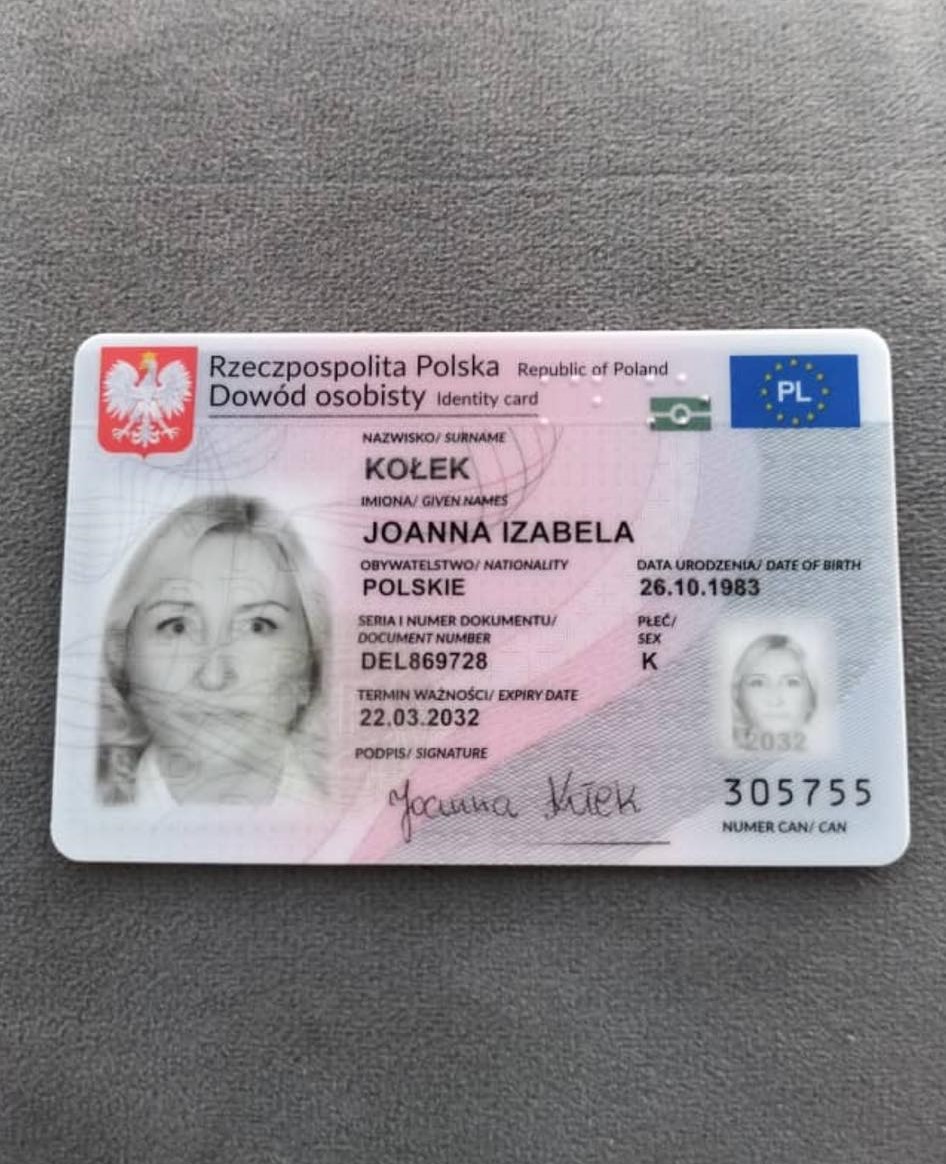 Rzeczpospolita Polska Republic of Poland
Dowód osobisty Identity card
PL
NAZWISKO/ SURNAME
KOŁEK
IMIONA/ GIVEN NAMES
JOANNA IZABELA
OBYWATELSTWO/ NATIONALITY
POLSKIE
DATA URODZENIA/ DATE OF BIRTH
26.10.1983
SERIA I NUMER DOKUMENTU/
DOCUMENT NUMBER
DEL869728
PŁEĆ/
SEX
K
TERMIN WAŻNOŚCI/ EXPIRY DATE
22.03.2032
2032
PODPIS/ SIGNATURE
Joanna
305755
NUMER CAN/ CAN